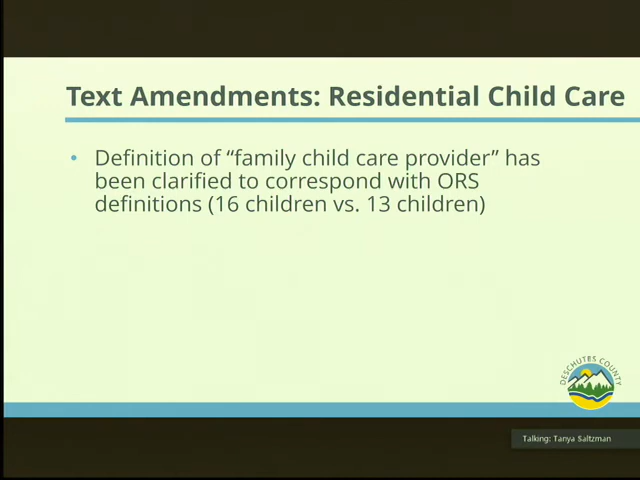 Text Amendments: Residential Child Care
• Definition of “family child care provider” has
been clarified to correspond with ORS
definitions (16 children vs. 13 children)
DESCHUTES COUNTY
Talking: Tanya Saltzman